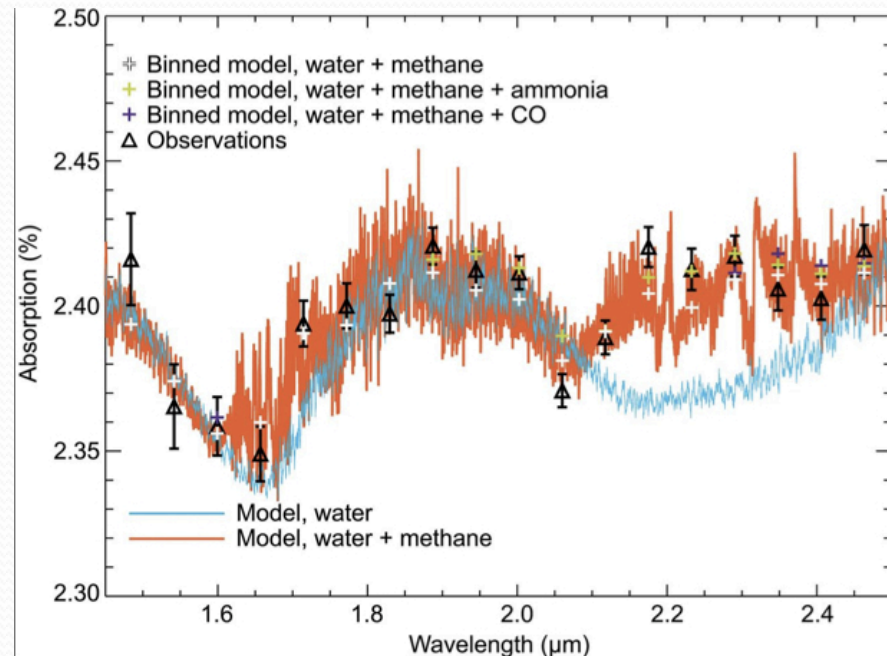 2.50
Binned model, water + methane
Binned model, water + methane + ammonia
Binned model, water + methane + CO
Observations
2.45
2.40
Absorption (%)
2.35
Model, water
Model, water + methane
2.30
1.6 1.8 2.0 2.2 2.4
Wavelength (µm)